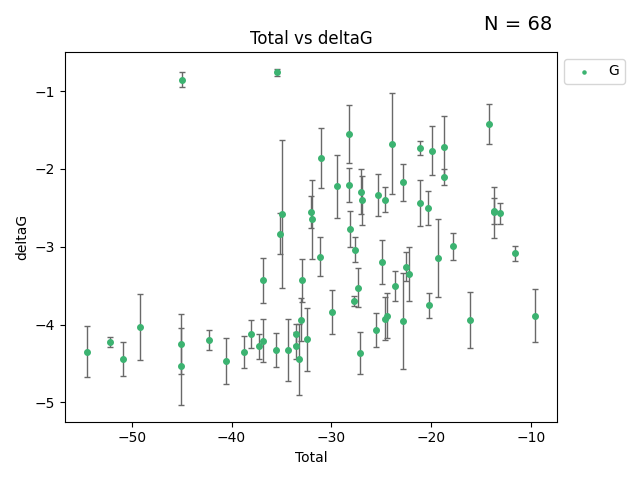 N = 68
Total vs deltaG
G
−1
−2
−3
−4
−5
deltaG
−50 −40 −30 −20 −10
Total